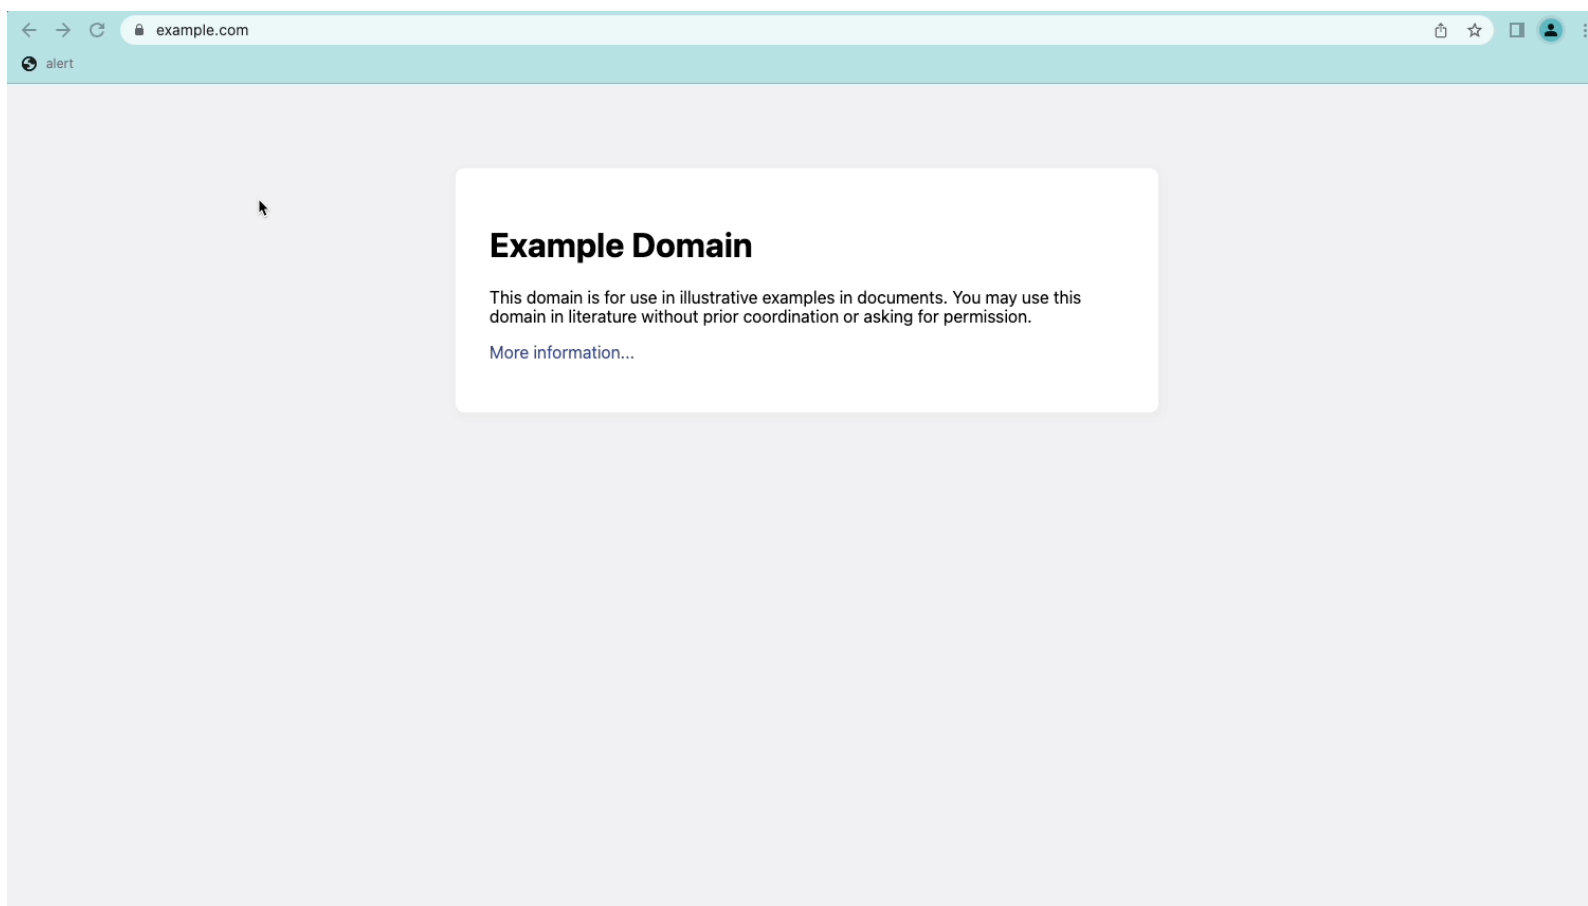 example.com
alert
Example Domain
This domain is for use in illustrative examples in documents. You may use this
domain in literature without prior coordination or asking for permission.
More information...